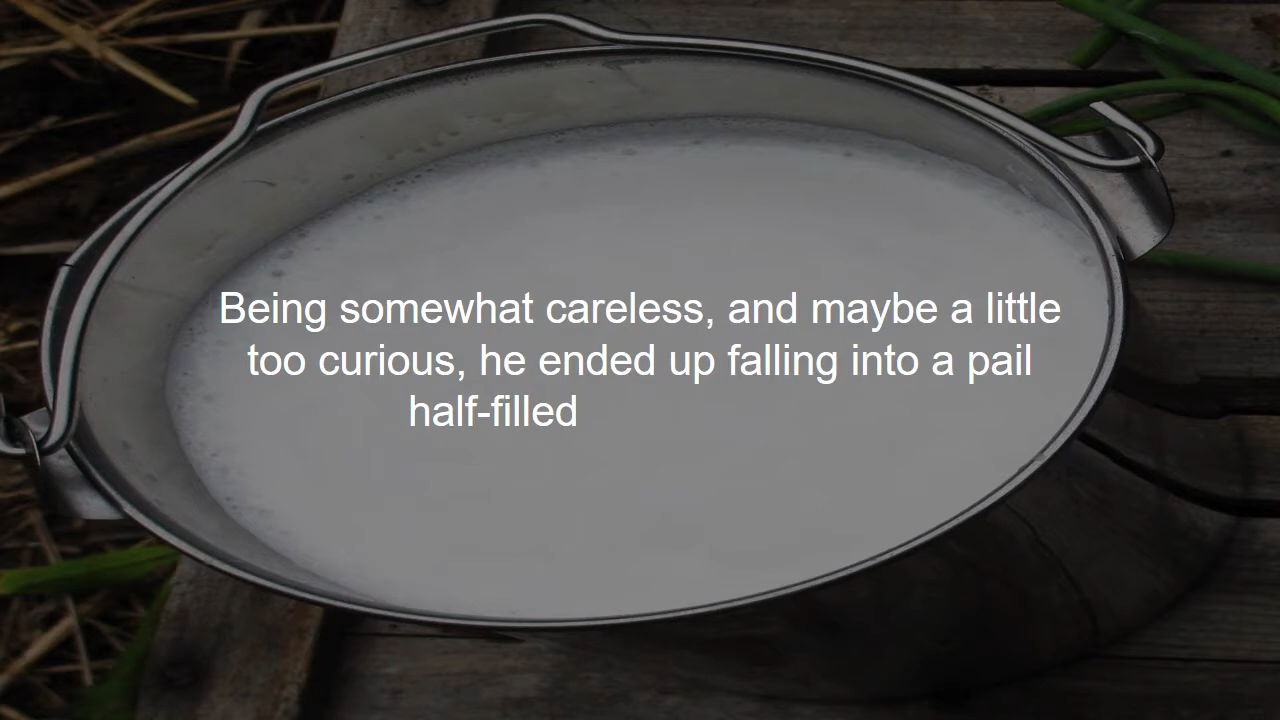 Being somewhat careless, and maybe a little
too curious, he ended up falling into a pail
half-filled